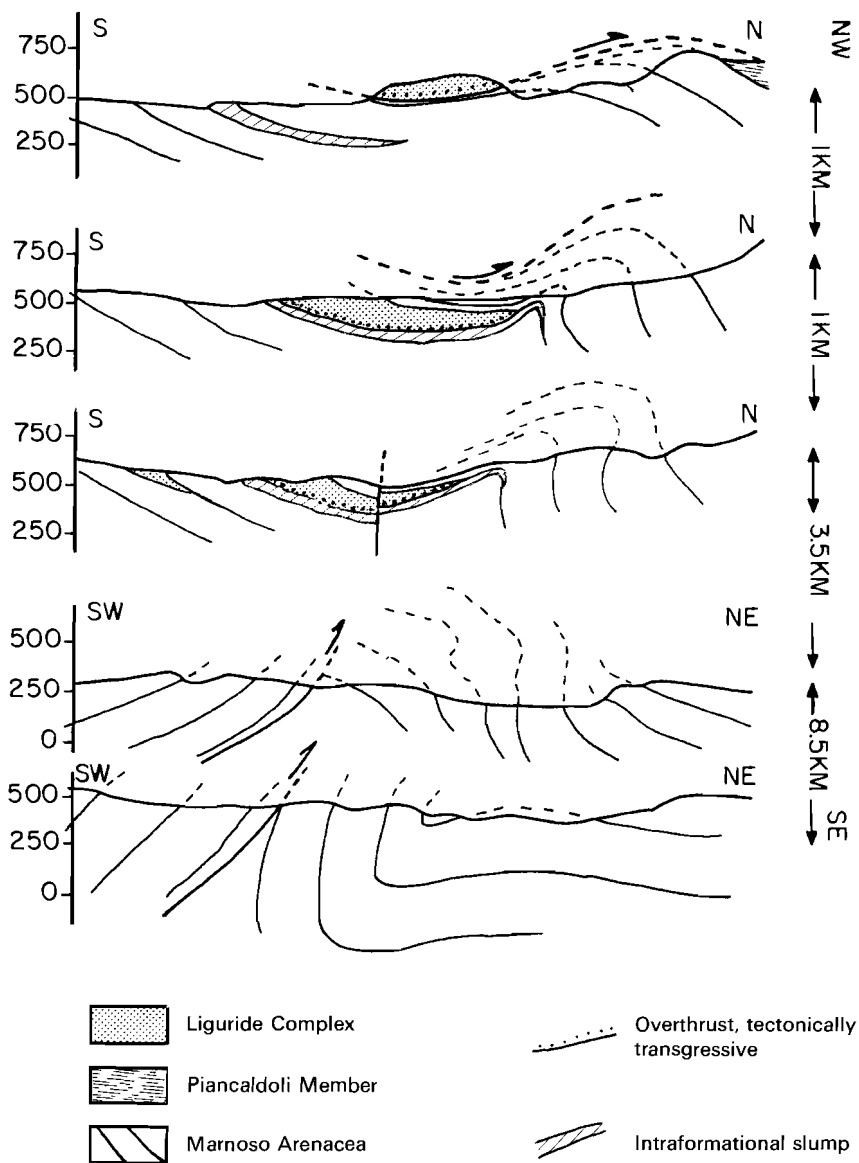 S
N
NW
750
500
250
1KM
S
N
750
500
250
1KM
S
N
750
500
250
3.5KM
SW
NE
500
250
0
8.5KM
SW
NE
500
250
0
SE
Liguride Complex
Piancaldoli Member
Marnoso Arenacea
Overthrust, tectonically
transgressive
Intraformational slump